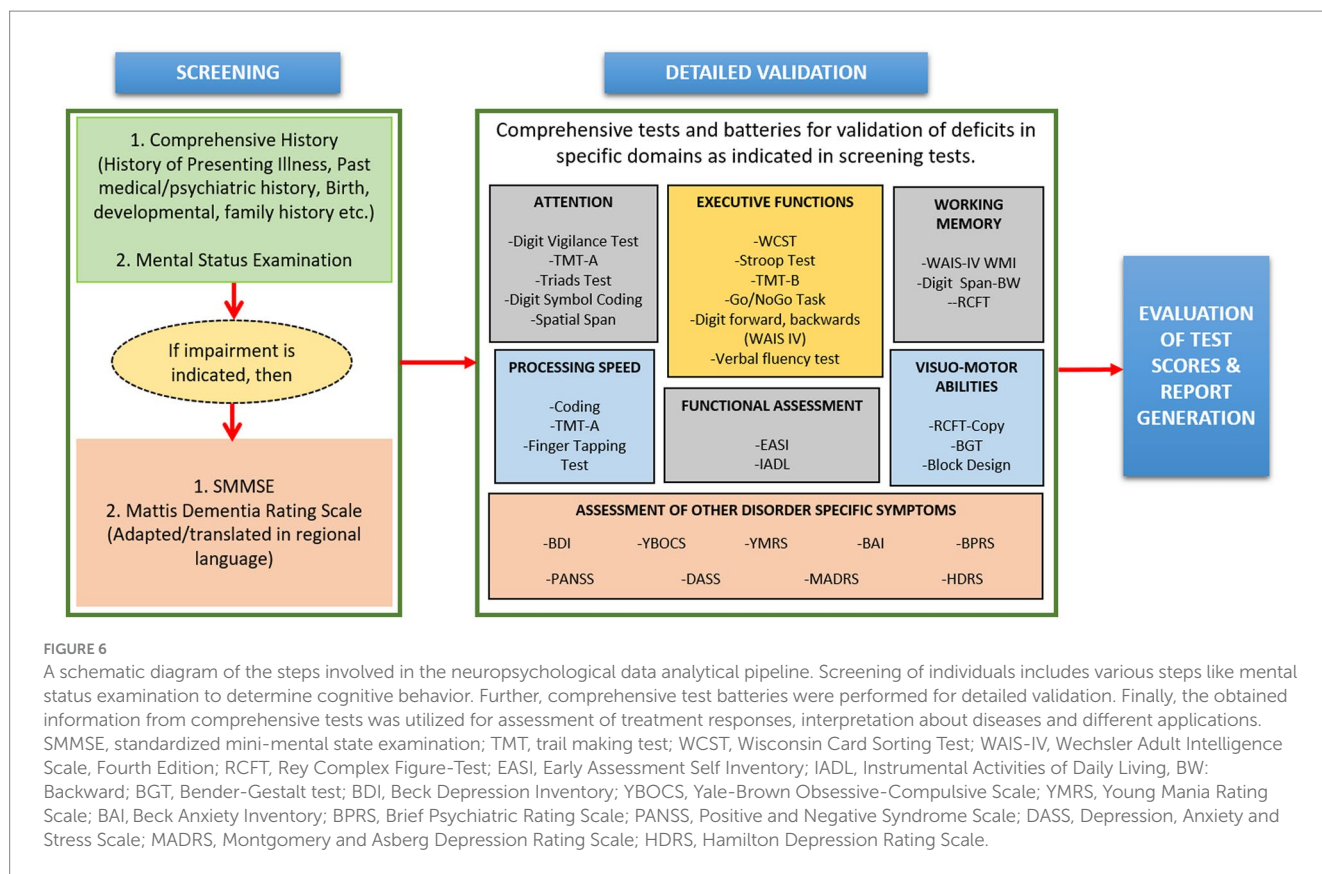 SCREENING
1. Comprehensive History
(History of Presenting Illness, Past
medical/psychiatric history, Birth,
developmental, family history etc.)
2. Mental Status Examination
If impairment is
indicated, then
1. SMMSE
2. Mattis Dementia Rating Scale
(Adapted/translated in regional
language)
DETAILED VALIDATION
Comprehensive tests and batteries for validation of deficits in
specific domains as indicated in screening tests.
ATTENTION
-Digit Vigilance Test
-TMT-A
-Triads Test
-Digit Symbol Coding
-Spatial Span
EXECUTIVE FUNCTIONS
-WCST
-Stroop Test
-TMT-B
-Go/NoGo Task
-Digit forward, backwards
(WAIS IV)
-Verbal fluency test
WORKING
MEMORY
-WAIS-IV WMI
-Digit Span-BW
--RCFT
PROCESSING SPEED
-Coding
-TMT-A
-Finger Tapping
Test
FUNCTIONAL ASSESSMENT
-EASI
-IADL
VISUO-MOTOR
ABILITIES
-RCFT-Copy
-BGT
-Block Design
ASSESSMENT OF OTHER DISORDER SPECIFIC SYMPTOMS
-BDI -YBOCS -YMRS -BAI -BPRS
-PANSS -DASS -MADRS -HDRS
EVALUATION
OF TEST
SCORES &
REPORT
GENERATION
FIGURE 6
A schematic diagram of the steps involved in the neuropsychological data analytical pipeline. Screening of individuals includes various steps like mental
status examination to determine cognitive behavior. Further, comprehensive test batteries were performed for detailed validation. Finally, the obtained
information from comprehensive tests was utilized for assessment of treatment responses, interpretation about diseases and different applications.
SMMSE, standardized mini-mental state examination; TMT, trail making test; WCST, Wisconsin Card Sorting Test; WAIS-IV, Wechsler Adult Intelligence
Scale, Fourth Edition; RCFT, Rey Complex Figure-Test; EASI, Early Assessment Self Inventory; IADL, Instrumental Activities of Daily Living, BW:
Backward; BGT, Bender-Gestalt test; BDI, Beck Depression Inventory; YBOCS, Yale-Brown Obsessive-Compulsive Scale; YMRS, Young Mania Rating
Scale; BAI, Beck Anxiety Inventory; BPRS, Brief Psychiatric Rating Scale; PANSS, Positive and Negative Syndrome Scale; DASS, Depression, Anxiety and
Stress Scale; MADRS, Montgomery and Asberg Depression Rating Scale; HDRS, Hamilton Depression Rating Scale.